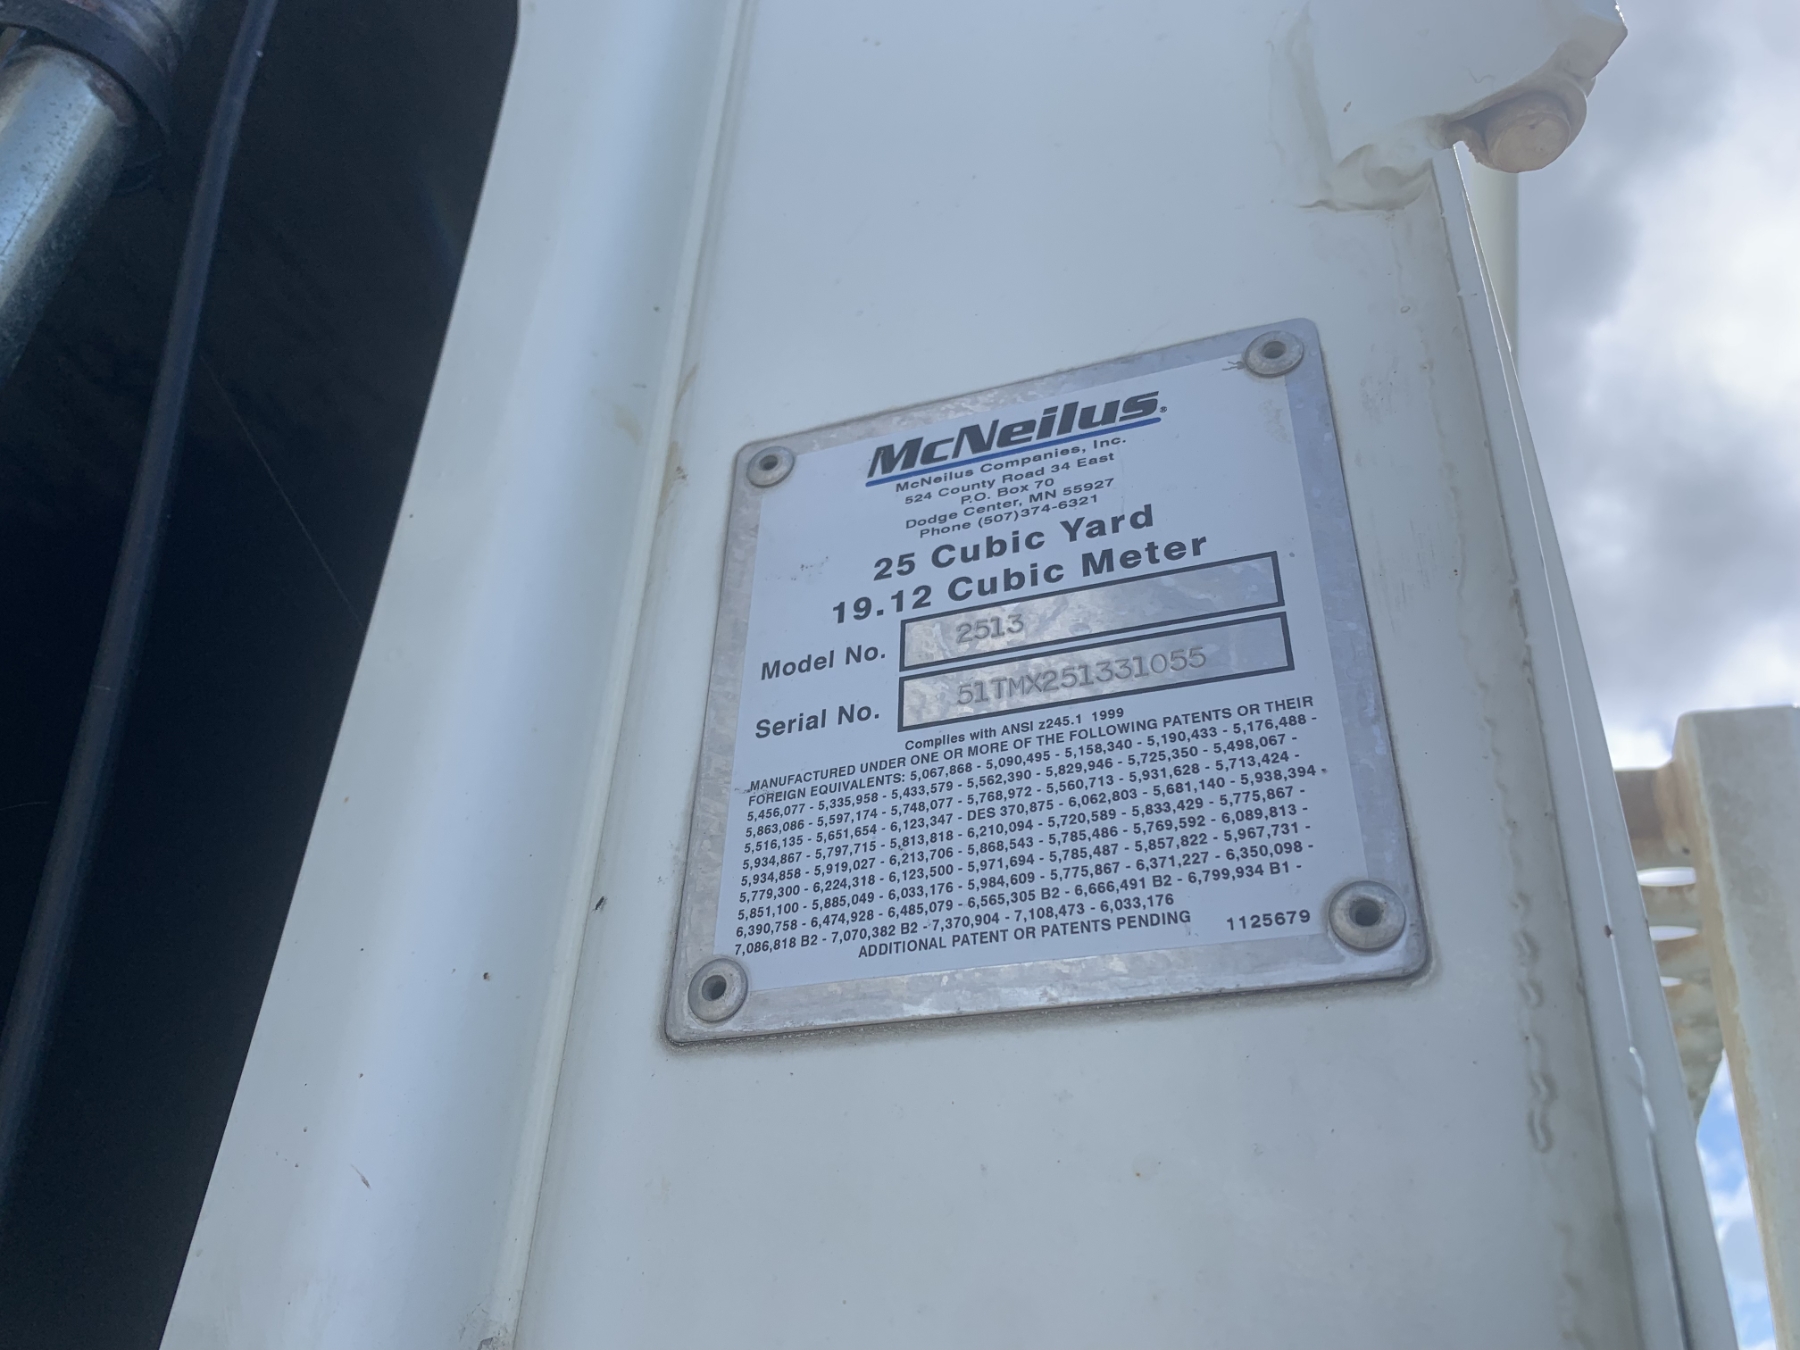 McNeilus®
McNeilus Companies, Inc.
524 County Road 34 East
P.O. Box 70
Dodge Center, MN 55927
Phone (507)374-6321
25 Cubic Yard
19.12 Cubic Meter
Model No. 2513
Serial No. 51TMX251331055
Complies with ANSI z245.1 1999
MANUFACTURED UNDER ONE OR MORE OF THE FOLLOWING PATENTS OR THEIR
FOREIGN EQUIVALENTS: 5,067,868 - 5,090,495 - 5,158,340 - 5,190,433 - 5,176,488 -
5,456,077 - 5,335,958 - 5,433,579 - 5,562,390 - 5,829,946 - 5,725,350 - 5,498,067 -
5,863,086 - 5,597,174 - 5,748,077 - 5,768,972 - 5,560,713 - 5,931,628 - 5,713,424 -
5,516,135 - 5,651,654 - 6,123,347 - DES 370,875 - 6,062,803 - 5,681,140 - 5,938,394 -
5,934,867 - 5,797,715 - 5,813,818 - 6,210,094 - 5,720,589 - 5,833,429 - 5,775,867 -
5,934,858 - 5,919,027 - 6,213,706 - 5,868,543 - 5,785,486 - 5,769,592 - 6,089,813 -
5,779,300 - 6,224,318 - 6,123,500 - 5,971,694 - 5,785,487 - 5,857,822 - 5,967,731 -
5,851,100 - 5,885,049 - 6,033,176 - 5,984,609 - 5,775,867 - 6,371,227 - 6,350,098 -
6,390,758 - 6,474,928 - 6,485,079 - 6,565,305 B2 - 6,666,491 B2 - 6,799,934 B1 -
7,086,818 B2 - 7,070,382 B2 - 7,370,904 - 7,108,473 - 6,033,176
ADDITIONAL PATENT OR PATENTS PENDING 1125679